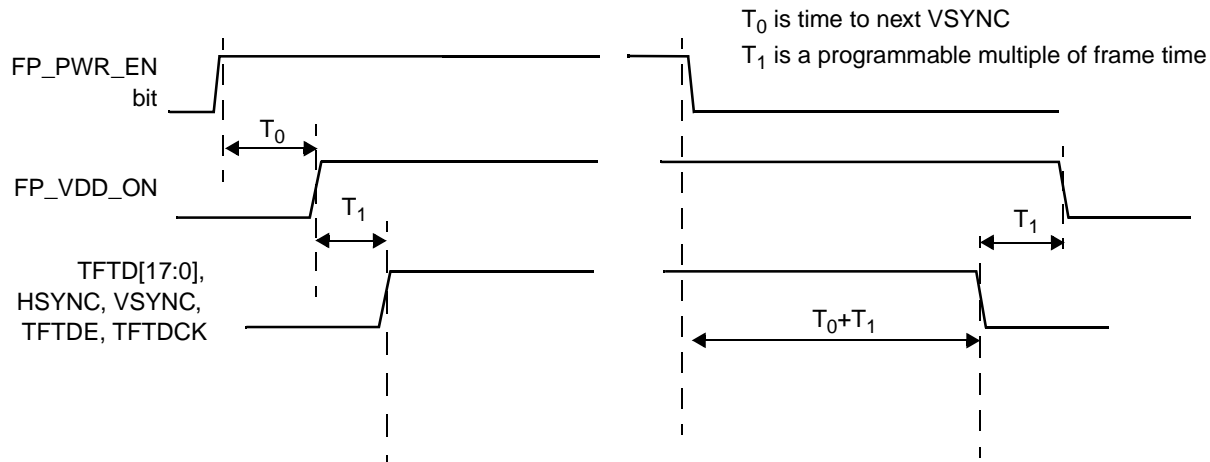 T0 is time to next VSYNC
T1 is a programmable multiple of frame time
FP_PWR_EN
bit
T0
FP_VDD_ON
T1
T1
TFTD[17:0],
HSYNC, VSYNC,
TFTDE, TFTDCK
T0+T1